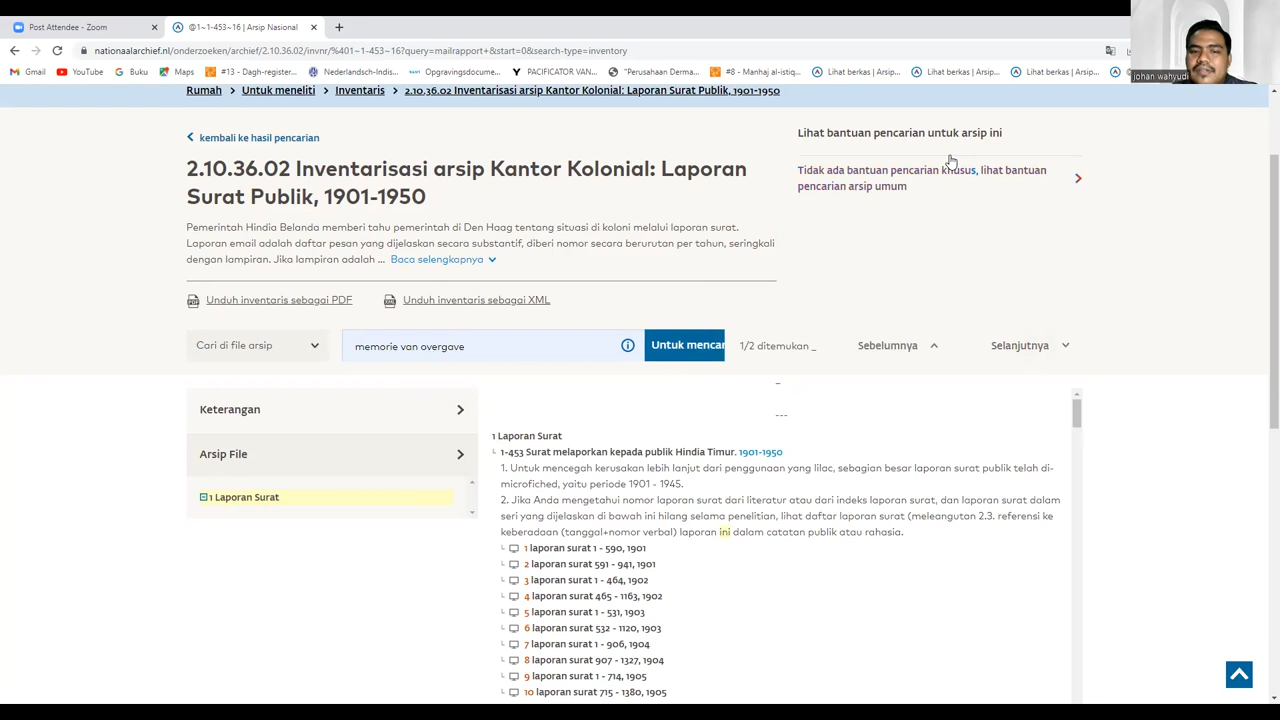 Post Attendee - Zoom
@1~1-453~16 | Arsip Nasional
johan wahyudi
nationaalarchief.nl/onderzoeken/archief/2.10.36.02/invnr/%401~1-453~16?query=mailrapport+&start=0&search-type=inventory
Gmail
YouTube
Buku
Maps
#13 - Dagh-register...
Nederlandsch-Indis...
Opgravingsdocume...
PACIFICATOR VAN...
"Perusahaan Derma...
#8 - Manhaj al-istiq...
Lihat berkas | Arsip...
Lihat berkas | Arsip...
Lihat berkas | Arsip...
Rumah > Untuk meneliti > Inventaris > 2.10.36.02 Inventarisasi arsip Kantor Kolonial: Laporan Surat Publik, 1901-1950
kembali ke hasil pencarian
2.10.36.02 Inventarisasi arsip Kantor Kolonial: Laporan
Surat Publik, 1901-1950
Pemerintah Hindia Belanda memberi tahu pemerintah di Den Haag tentang situasi di koloni melalui laporan surat.
Laporan email adalah daftar pesan yang dijelaskan secara substantif, diberi nomor secara berurutan per tahun, seringkali
dengan lampiran. Jika lampiran adalah ... Baca selengkapnya
Unduh inventaris sebagai PDF
Unduh inventaris sebagai XML
Lihat bantuan pencarian untuk arsip ini
Tidak ada bantuan pencarian khusus, lihat bantuan
pencarian arsip umum
Cari di file arsip
memorie van overgave
Untuk mencar
1/2 ditemukan _
Sebelumnya
Selanjutnya
Keterangan
Arsip File
1 Laporan Surat
---
1 Laporan Surat
1-453 Surat melaporkan kepada publik Hindia Timur. 1901-1950
1. Untuk mencegah kerusakan lebih lanjut dari penggunaan yang lilac, sebagian besar laporan surat publik telah di-
microfiched, yaitu periode 1901 - 1945.
2. Jika Anda mengetahui nomor laporan surat dari literatur atau dari indeks laporan surat, dan laporan surat dalam
seri yang dijelaskan di bawah ini hilang selama penelitian, lihat daftar laporan surat (meleangutan 2.3. referensi ke
keberadaan (tanggal+nomor verbal) laporan ini dalam catatan publik atau rahasia.
1 laporan surat 1 - 590, 1901
2 laporan surat 591 - 941, 1901
3 laporan surat 1 - 464, 1902
4 laporan surat 465 - 1163, 1902
5 laporan surat 1 - 531, 1903
6 laporan surat 532 - 1120, 1903
7 laporan surat 1 - 906, 1904
8 laporan surat 907 - 1327, 1904
9 laporan surat 1 - 714, 1905
10 laporan surat 715 - 1380, 1905